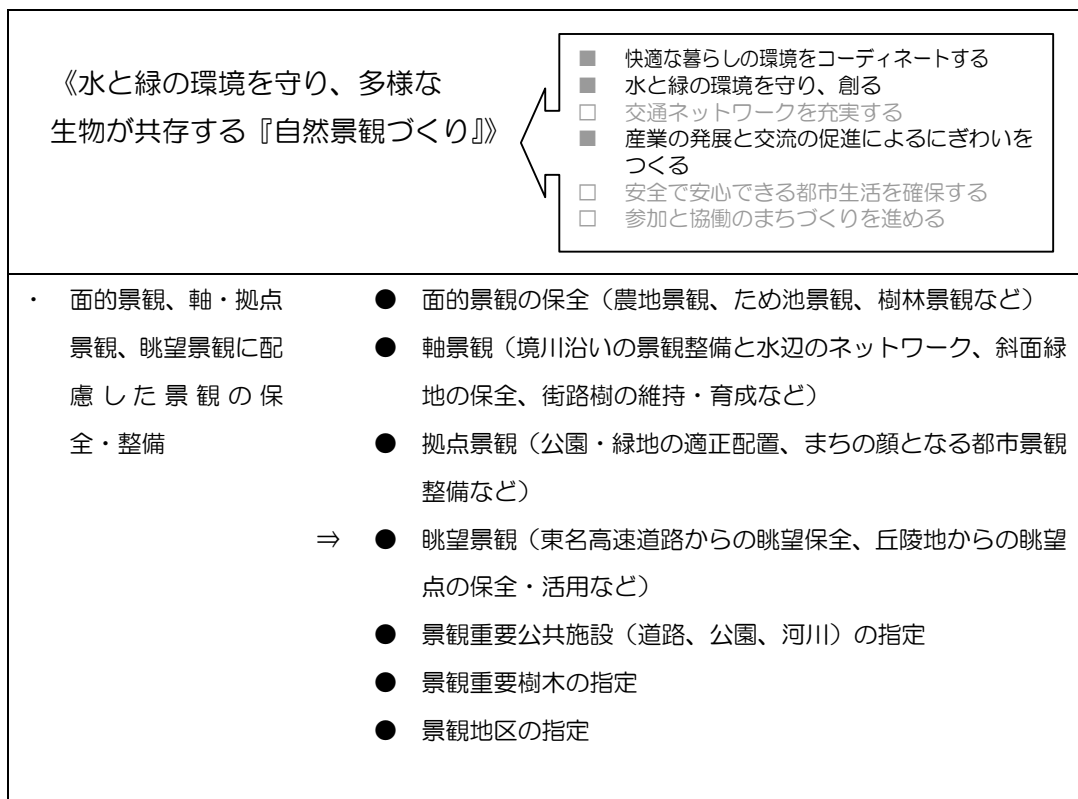 《水と緑の環境を守り、多様な
生物が共存する『自然景観づくり』》
■ 快適な暮らしの環境をコーディネートする
■ 水と緑の環境を守り、創る
□ 交通ネットワークを充実する
■ 産業の発展と交流の促進によるにぎわいを
つくる
□ 安全で安心できる都市生活を確保する
□ 参加と協働のまちづくりを進める
・ 面的景観、軸・拠点
景観、眺望景観に配
慮した景観の保
全・整備
⇒
● 面的景観の保全（農地景観、ため池景観、樹林景観など）
● 軸景観（境川沿いの景観整備と水辺のネットワーク、斜面緑
地の保全、街路樹の維持・育成など）
● 拠点景観（公園・緑地の適正配置、まちの顔となる都市景観
整備など）
● 眺望景観（東名高速道路からの眺望保全、丘陵地からの眺望
点の保全・活用など）
● 景観重要公共施設（道路、公園、河川）の指定
● 景観重要樹木の指定
● 景観地区の指定